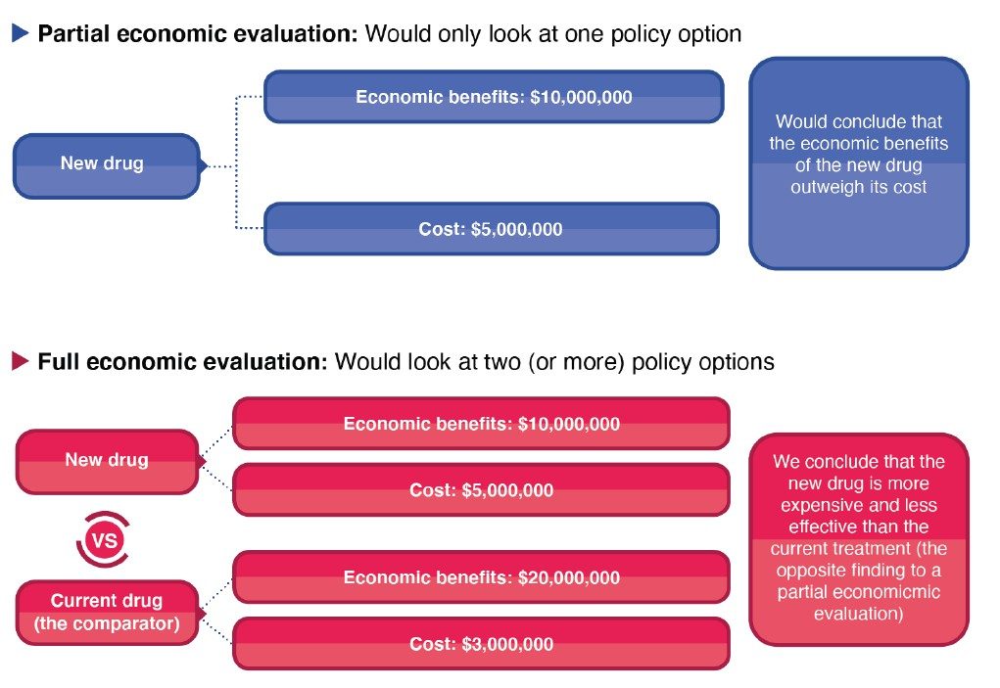 Partial economic evaluation: Would only look at one policy option
Economic benefits: $10,000,000
New drug
Cost: $5,000,000
Would conclude that
the economic benefits
of the new drug
outweigh its cost
Full economic evaluation: Would look at two (or more) policy options
New drug
Economic benefits: $10,000,000
Cost: $5,000,000
VS
Current drug
(the comparator)
Economic benefits: $20,000,000
Cost: $3,000,000
We conclude that the
new drug is more
expensive and less
effective than the
current treatment (the
opposite finding to a
partial economicmic
evaluation)